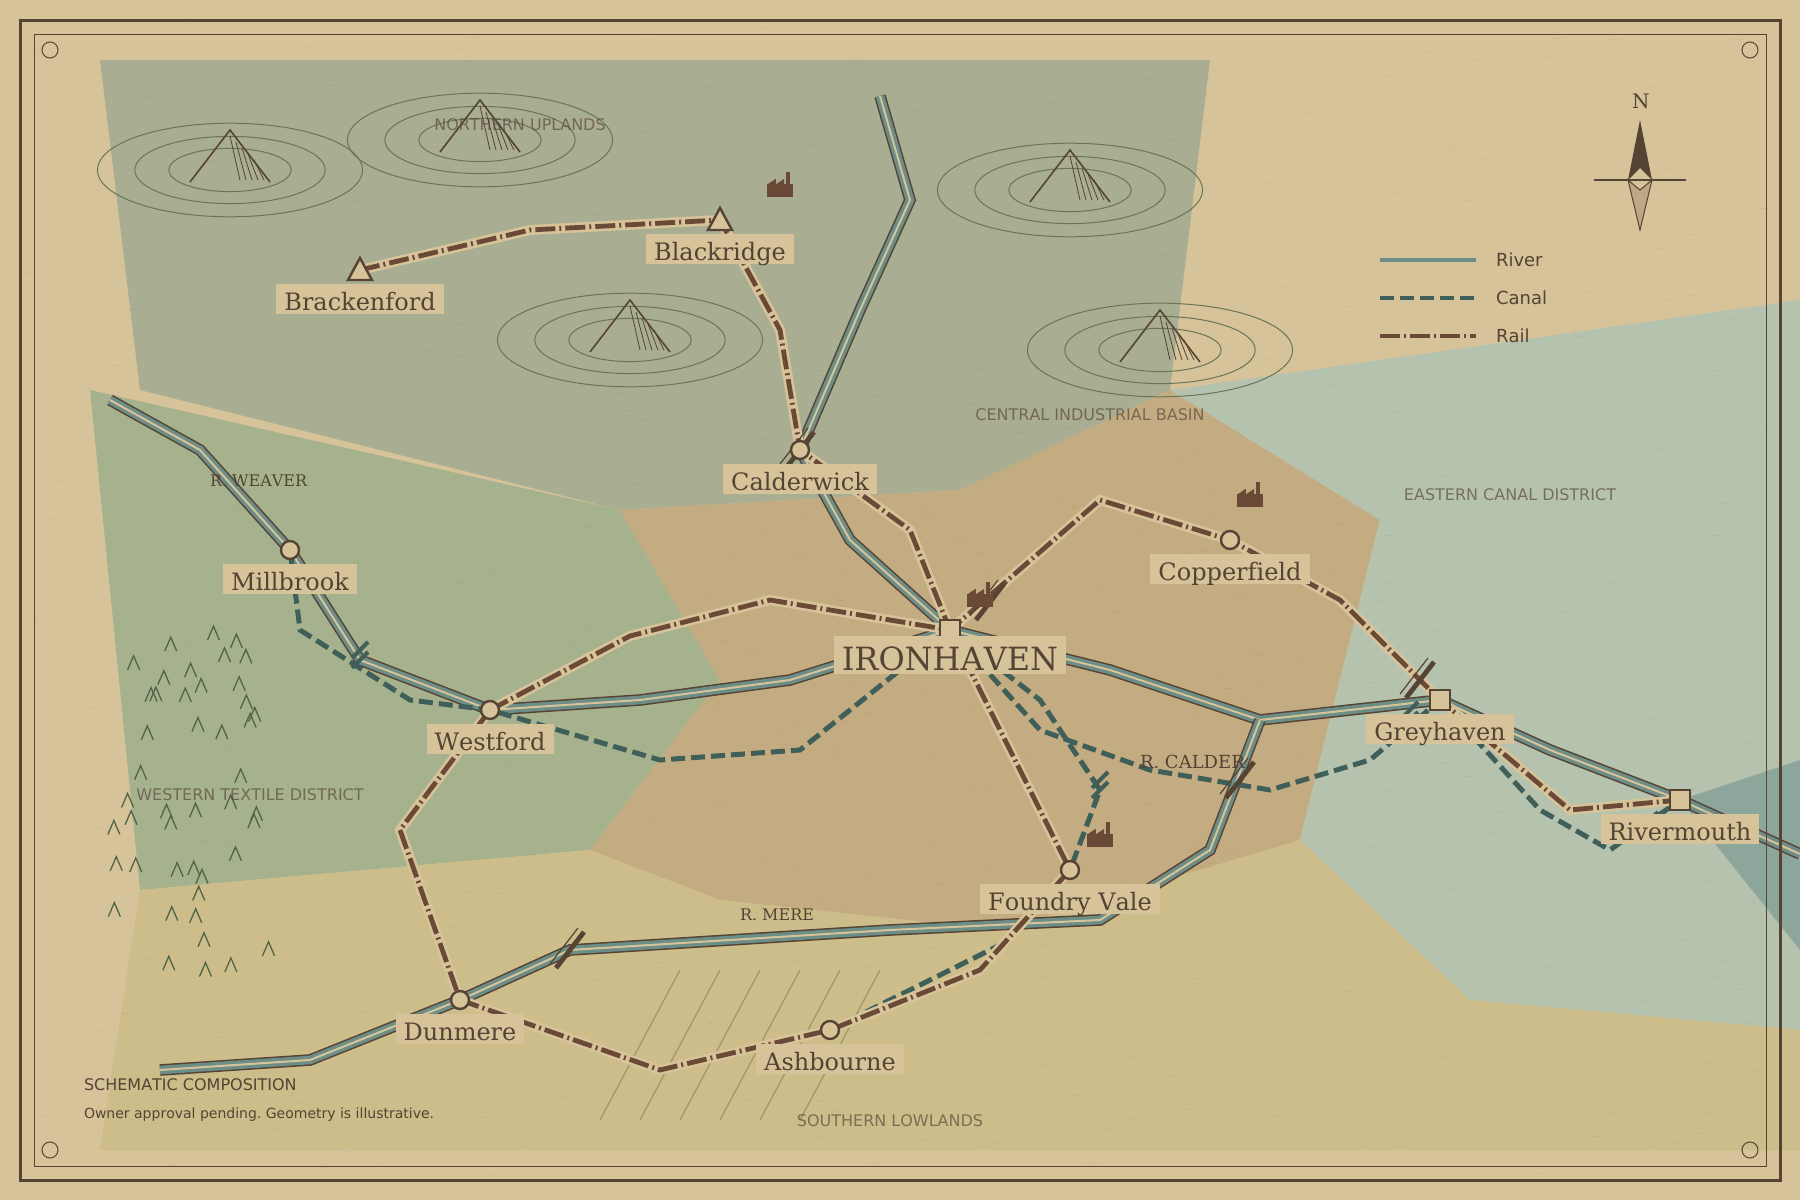 N
NORTHERN UPLANDS
Blackridge
River
Brackenford
Canal
Rail
CENTRAL INDUSTRIAL BASIN
R. WEAVER
Calderwick
EASTERN CANAL DISTRICT
Millbrook
Copperfield
IRONHAVEN
Westford
Greyhaven
R. CALDER
WESTERN TEXTILE DISTRICT
Rivermouth
Foundry Vale
R. MERE
Dunmere
Ashbourne
SCHEMATIC COMPOSITION
Owner approval pending. Geometry is illustrative.
SOUTHERN LOWLANDS